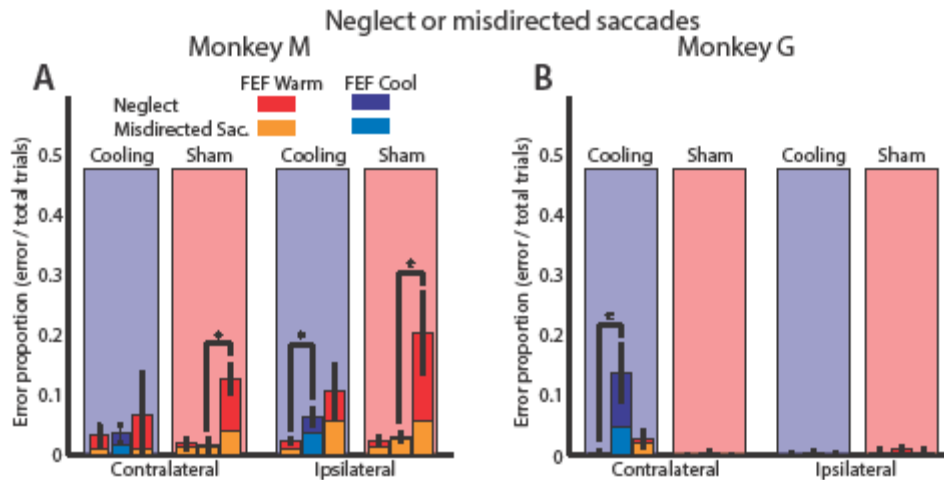 Neglect or misdirected saccades
Monkey M
Monkey G
A
B
FEF Warm FEF Cool
Neglect
Misdirected Sac.
Error proportion (error / total trials)
0.5
0.4
0.3
0.2
0.1
0
Cooling Sham Cooling Sham
Contralateral Ipsilateral
Error proportion (error / total trials)
0.5
0.4
0.3
0.2
0.1
0
Cooling Sham Cooling Sham
Contralateral Ipsilateral